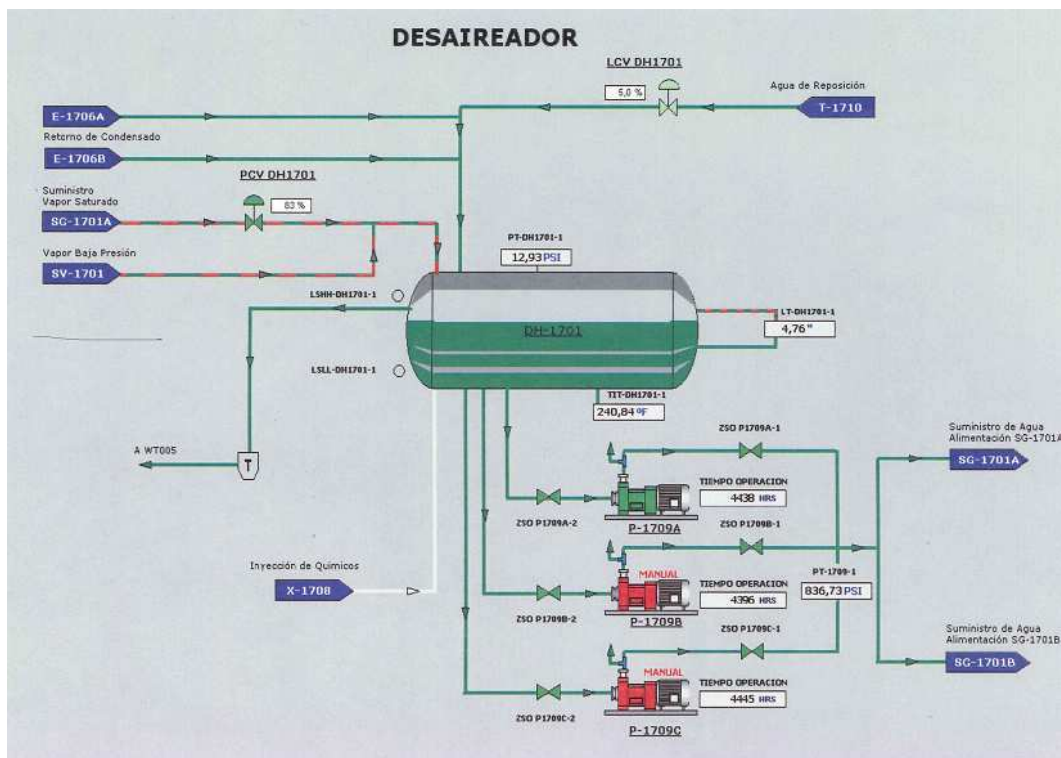 DESAIREADOR
LCV DH1701
5,0 %
Agua de Reposición
T-1710
E-1706A
Retorno de Condensado
E-1706B
PCV DH1701
83 %
Suministro
Vapor Saturado
SG-1701A
Vapor Baja Presión
SV-1701
PT-DH1701-1
12,93 PSI
LSHH-DH1701-1
DH-1701
LT-DH1701-1
4,76"
LSLL-DH1701-1
TIT-DH1701-1
240,84 ºF
A WT005
T
ZSO P1709A-1
Suministro de Agua
Alimentación SG-1701A
SG-1701A
TIEMPO OPERACION
4438 HRS
ZSO P1709A-2
P-1709A
ZSO P1709B-1
Inyección de Quimicos
X-1708
MANUAL
TIEMPO OPERACION
4396 HRS
PT-1709-1
836,73 PSI
ZSO P1709B-2
P-1709B
ZSO P1709C-1
Suministro de Agua
Alimentación SG-1701B
SG-1701B
MANUAL
TIEMPO OPERACION
4445 HRS
ZSO P1709C-2
P-1709C